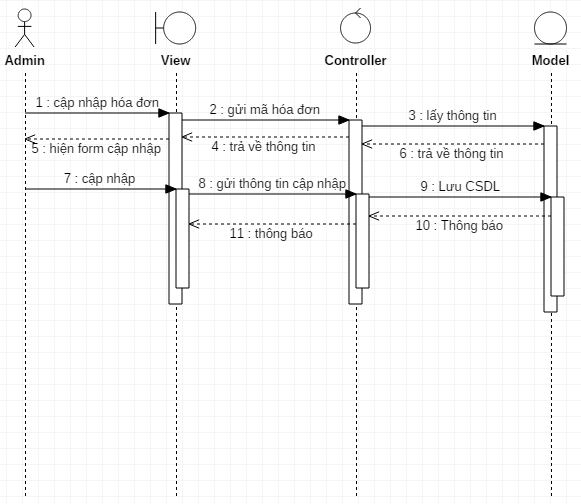 Admin
View
Controller
Model
1 : cập nhập hóa đơn
2 : gửi mã hóa đơn
3 : lấy thông tin
4 : trả về thông tin
5 : hiện form cập nhập
6 : trả về thông tin
7 : cập nhập
8 : gửi thông tin cập nhập
9 : Lưu CSDL
10 : Thông báo
11 : thông báo